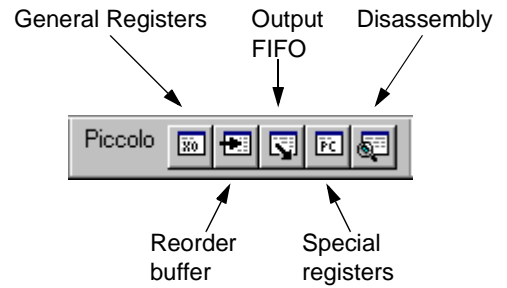 General Registers
Output
FIFO
Disassembly
Piccolo
X0
PC
Reorder
buffer
Special
registers